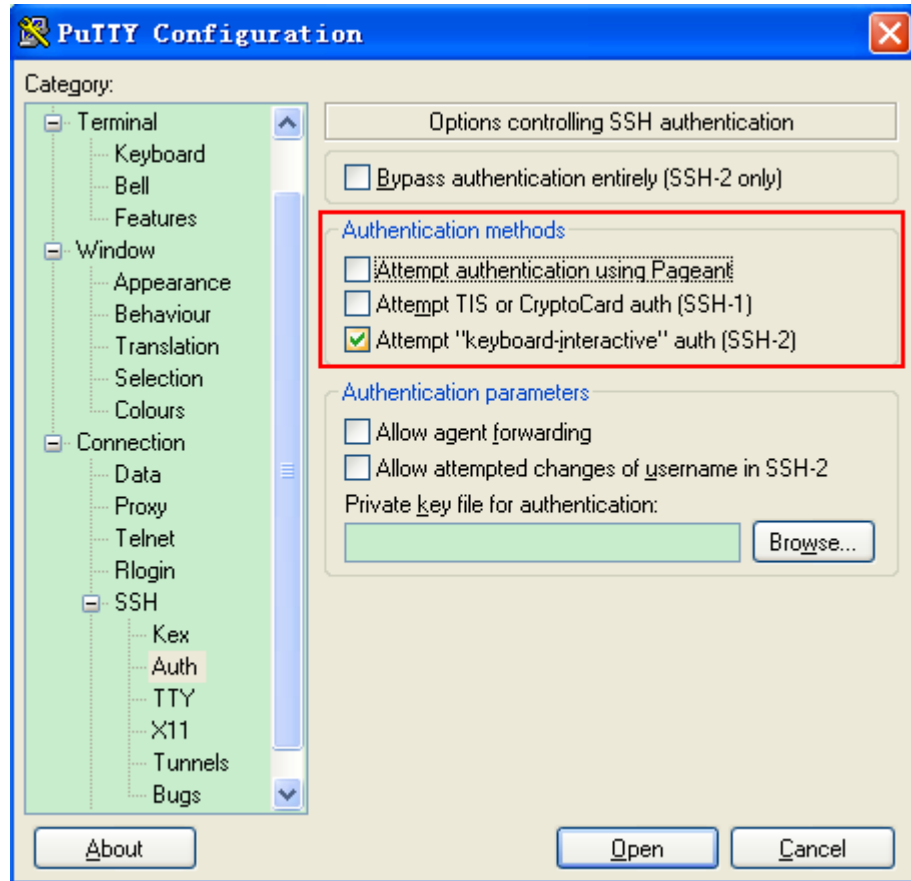 PuTTY Configuration
Category:
Terminal
Keyboard
Bell
Features
Window
Appearance
Behaviour
Translation
Selection
Colours
Connection
Data
Proxy
Telnet
Rlogin
SSH
Kex
Auth
TTY
X11
Tunnels
Bugs
Options controlling SSH authentication
Bypass authentication entirely (SSH-2 only)
Authentication methods
Attempt authentication using Pageant
Attempt TIS or CryptoCard auth (SSH-1)
Attempt "keyboard-interactive" auth (SSH-2)
Authentication parameters
Allow agent forwarding
Allow attempted changes of username in SSH-2
Private key file for authentication:
Browse...
About
Open
Cancel